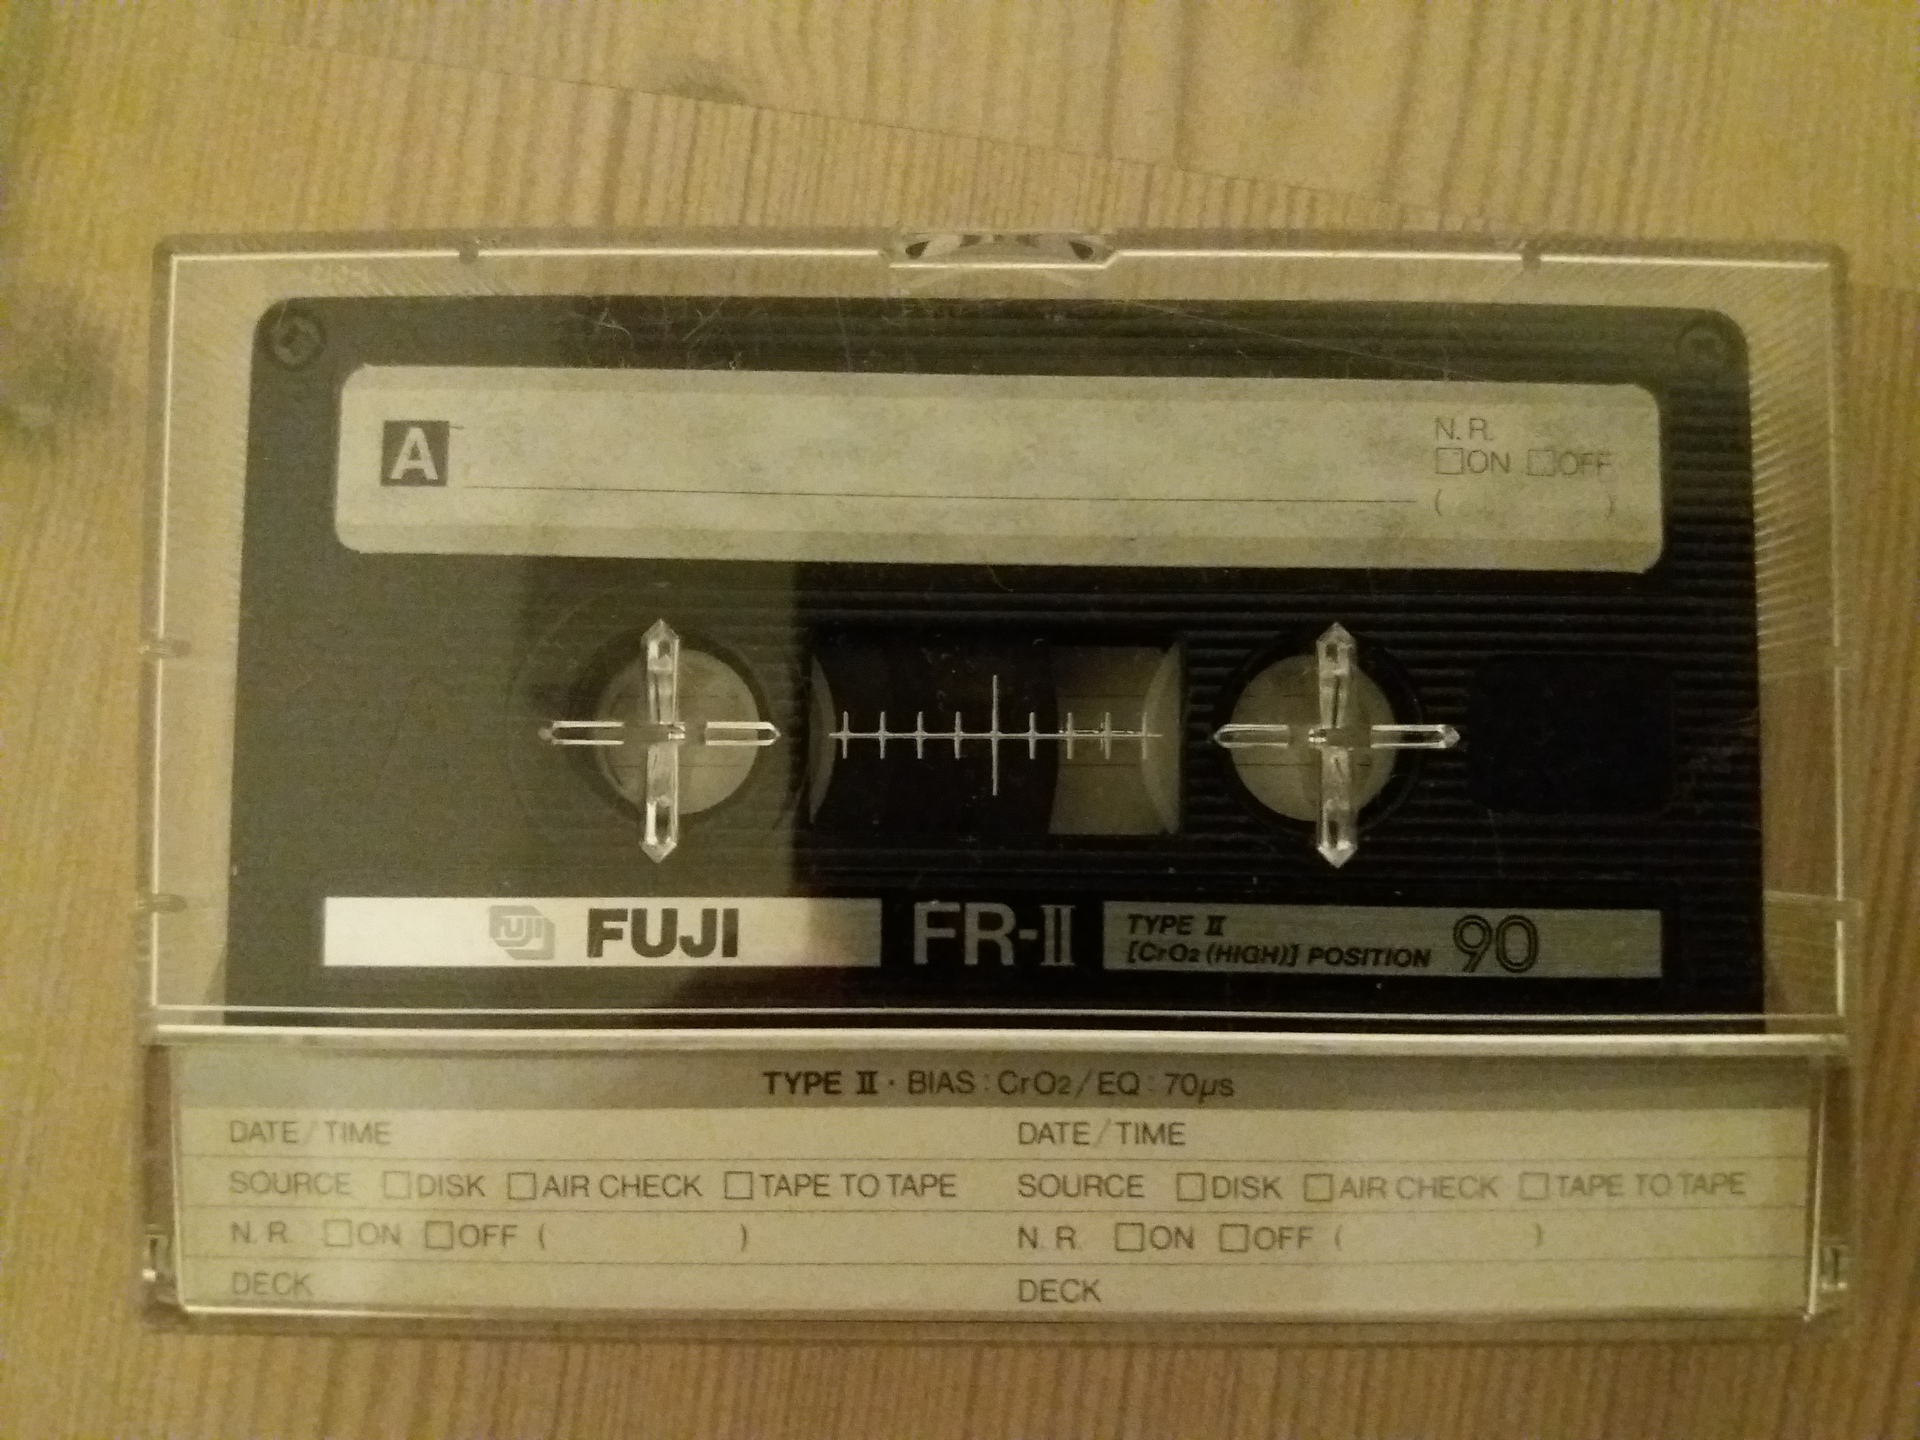 A
N. R.
□ON □OFF
( )
FUJI FUJI FR-II TYPE II
[CrO2 (HIGH)] POSITION 90
TYPE II · BIAS : CrO2 / EQ : 70μs
DATE / TIME DATE / TIME
SOURCE □DISK □AIR CHECK □TAPE TO TAPE SOURCE □DISK □AIR CHECK □TAPE TO TAPE
N. R. □ON □OFF ( ) N. R. □ON □OFF ( )
DECK DECK